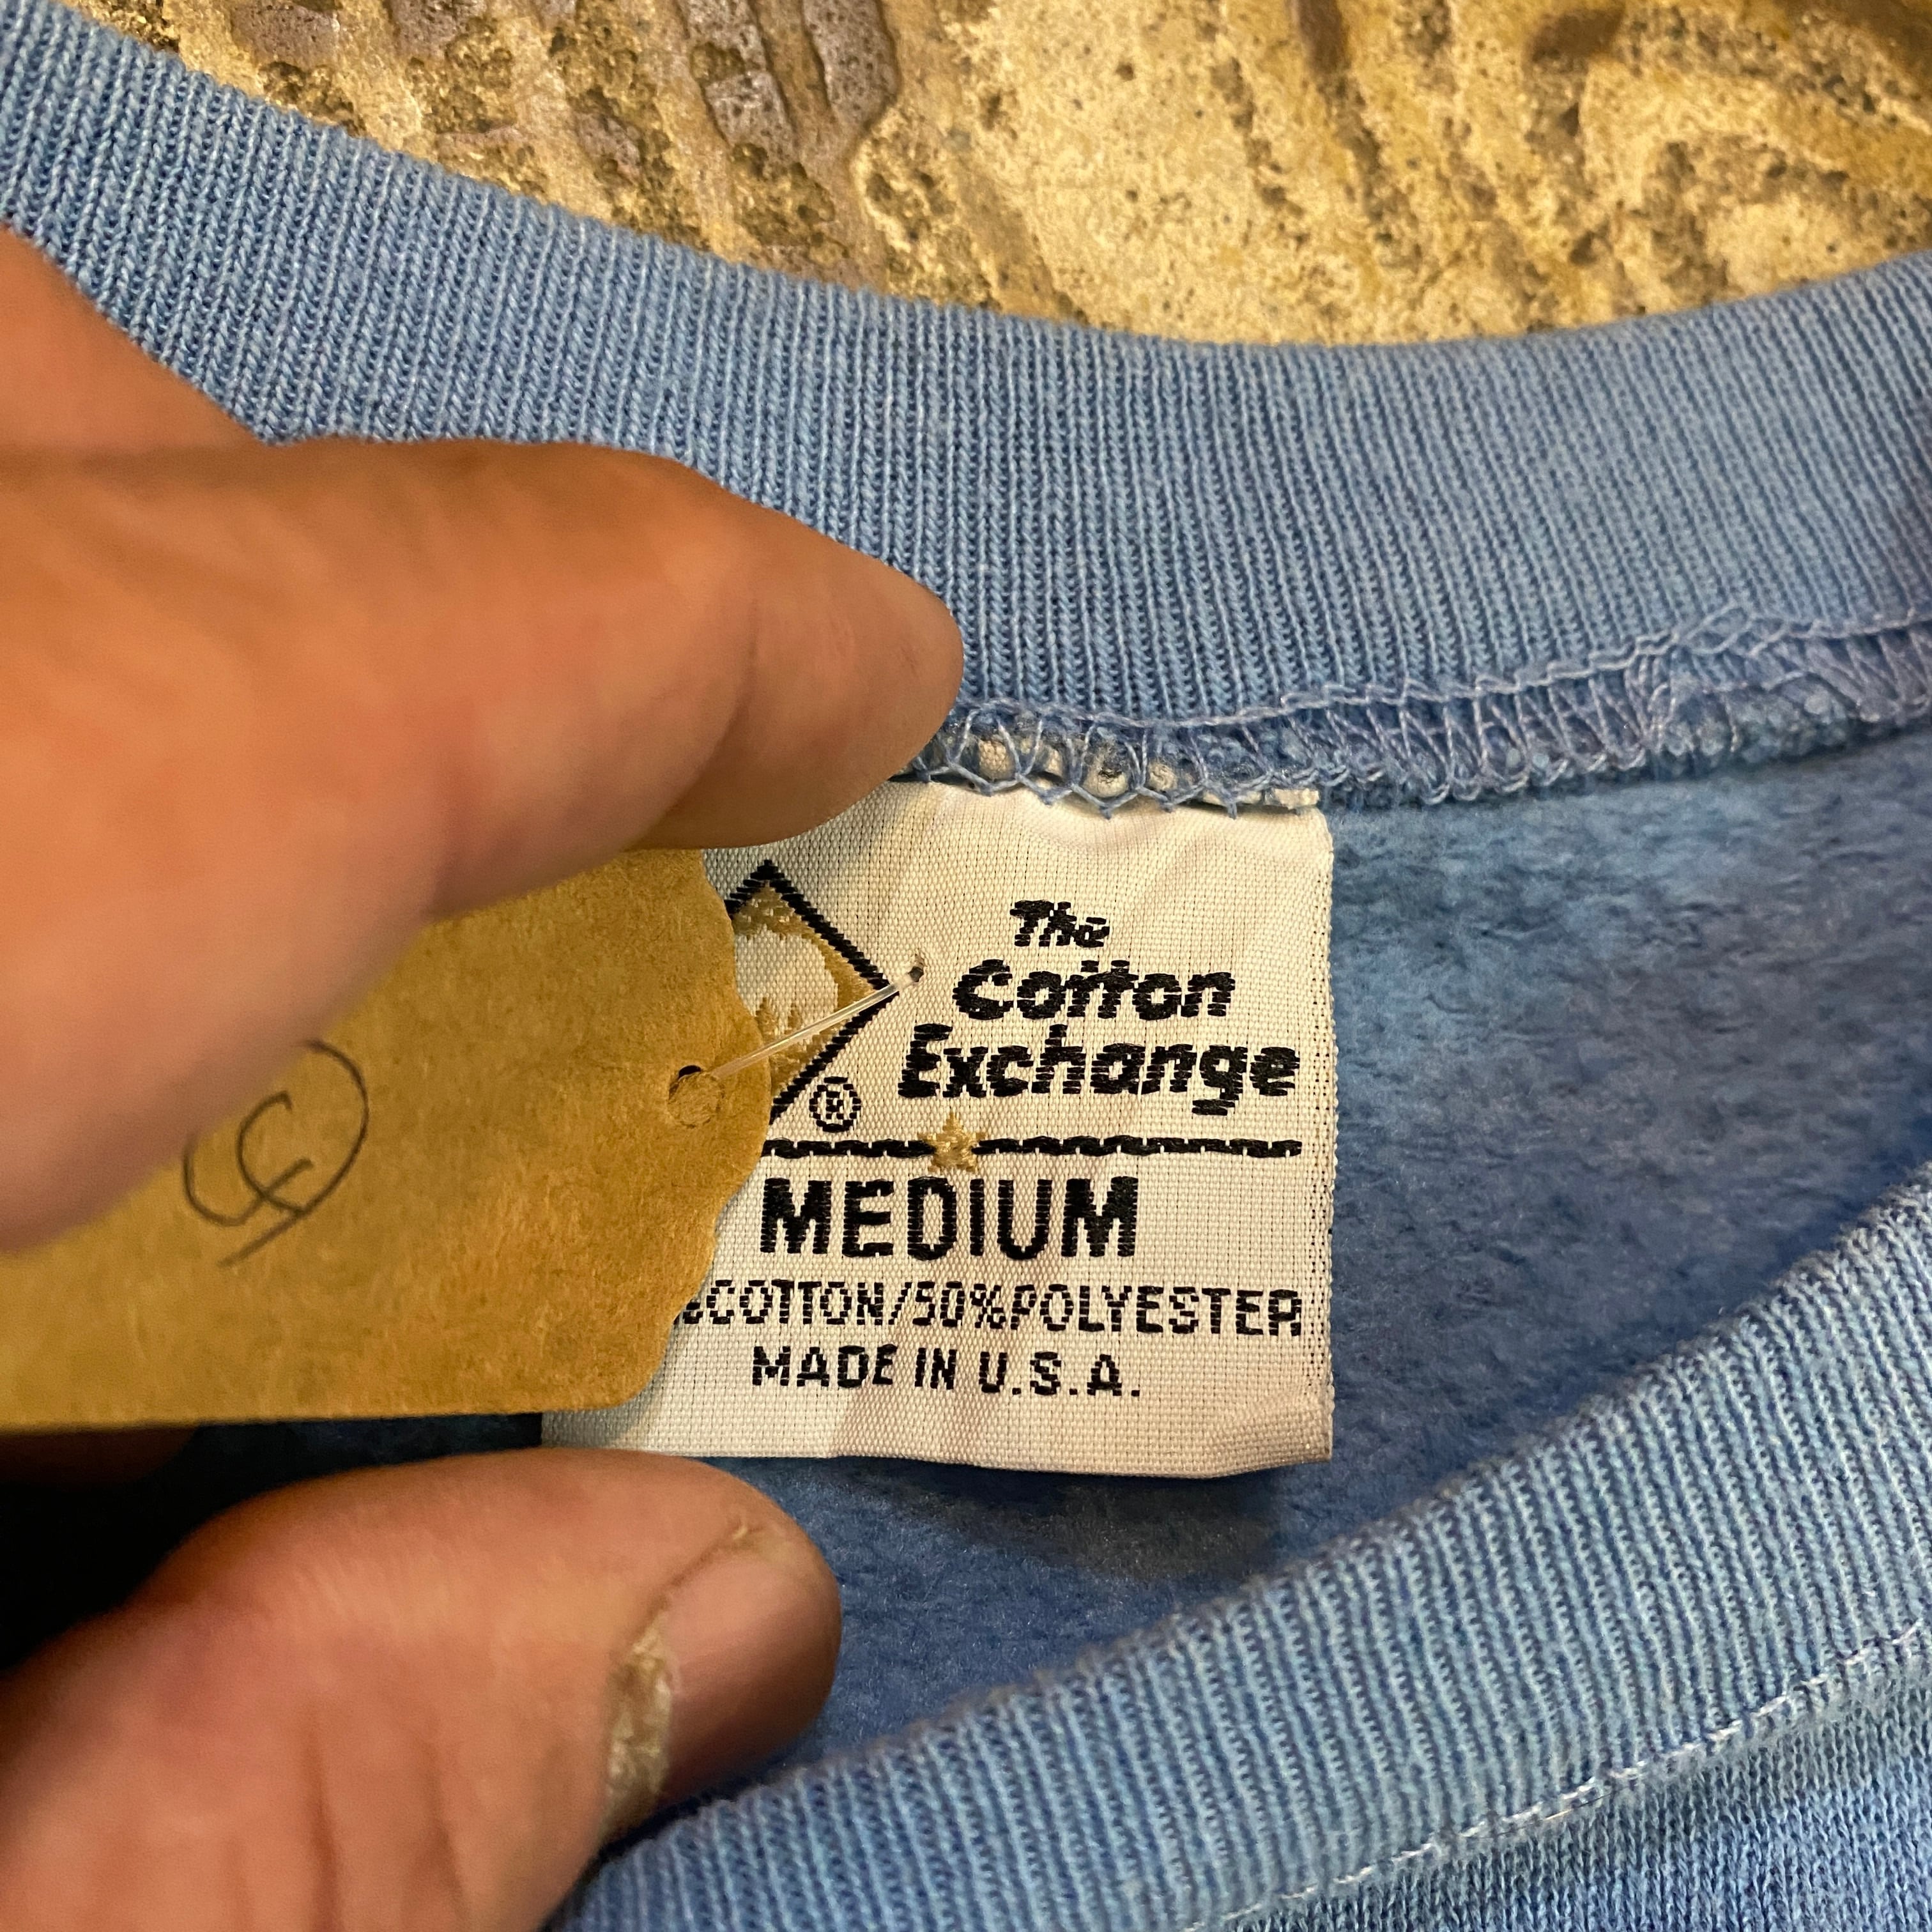 The
Cotton
Exchange
®
MEDIUM
%COTTON/50%POLYESTER
MADE IN U.S.A.